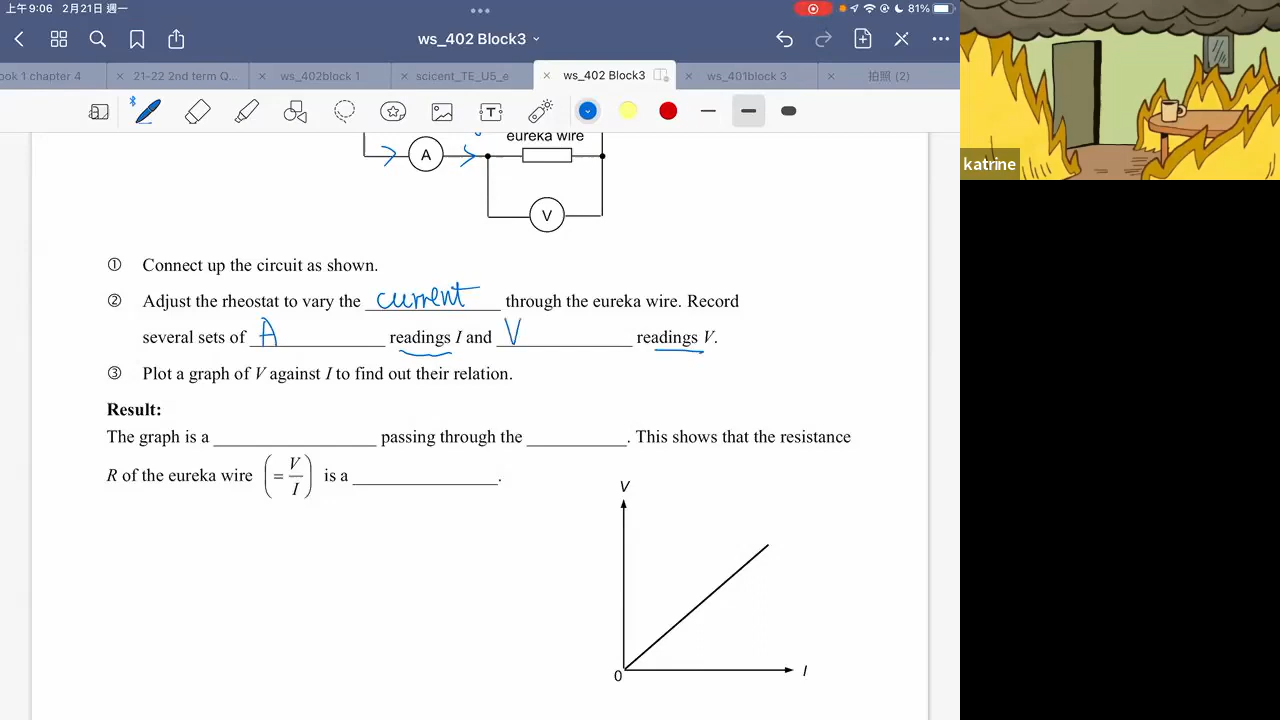 上午9:06 2月21日 週一
81%
ws_402 Block3
ook 1 chapter 4
21-22 2nd term Q...
ws_402block 1
scicent_TE_U5_e
ws_402 Block3
ws_401block 3
拍照 (2)
katrine
eureka wire
A
V
① Connect up the circuit as shown.
② Adjust the rheostat to vary the current through the eureka wire. Record
several sets of A readings I and V readings V.
③ Plot a graph of V against I to find out their relation.
Result:
The graph is a ____________ passing through the ____________. This shows that the resistance
R of the eureka wire (= V/I) is a ____________.
V
0
I